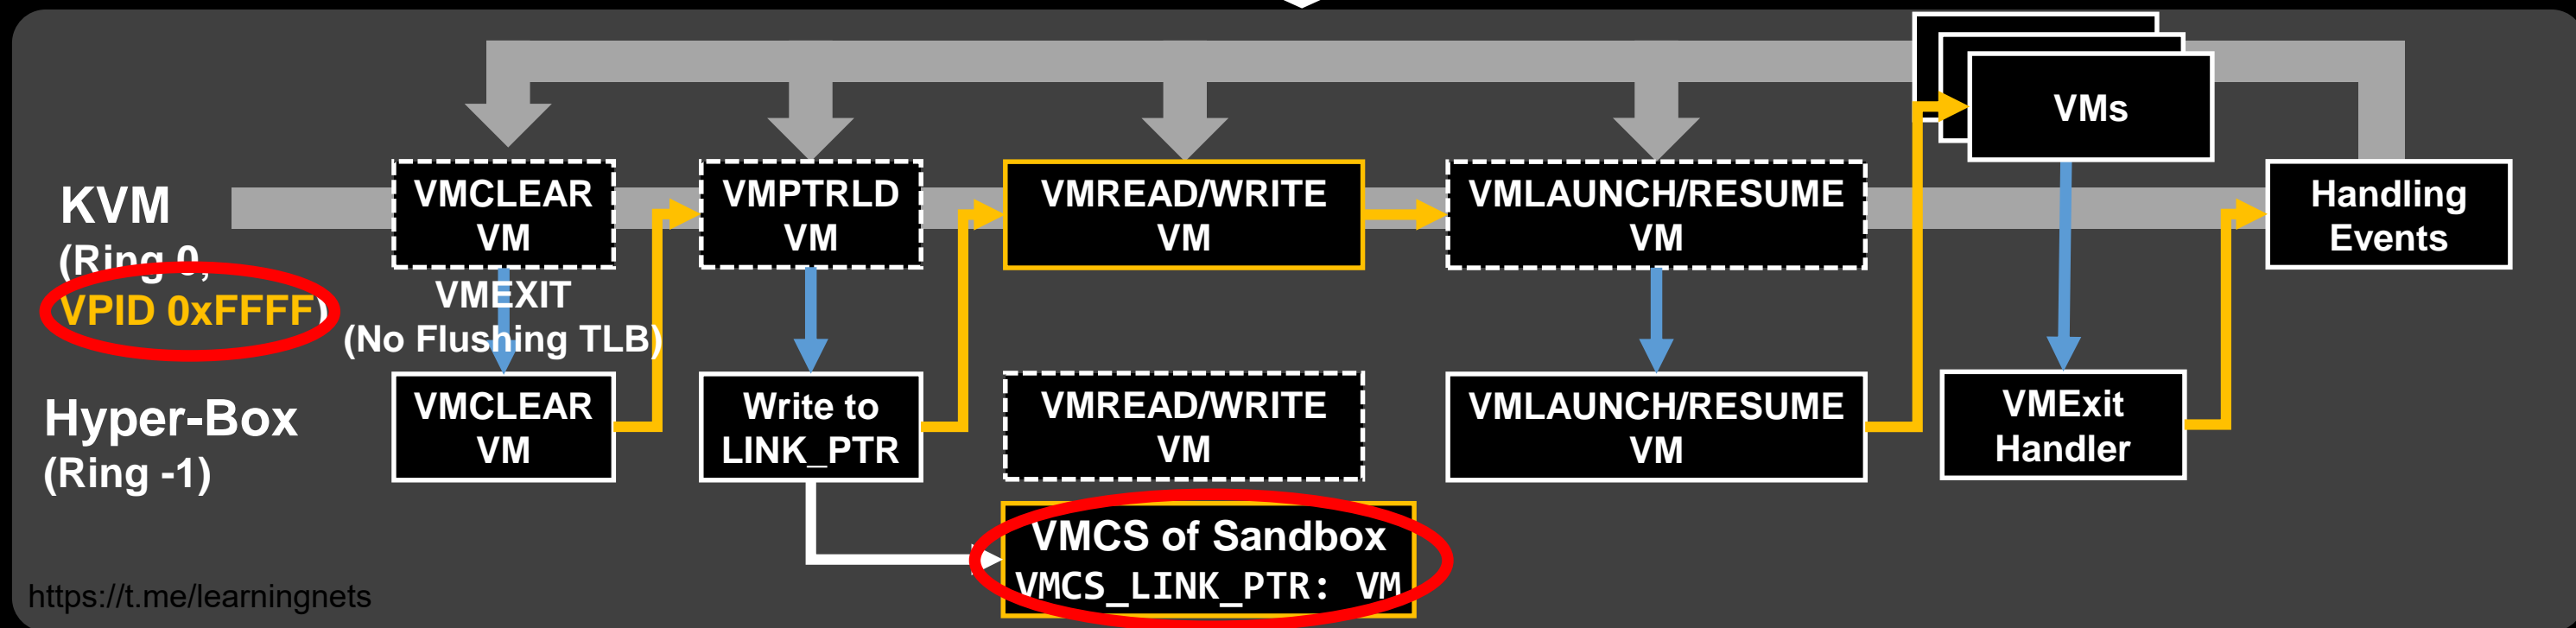 VMs
KVM
(Ring 0,
VPID 0xFFFF)
VMCLEAR
VM
VMPTRLD
VM
VMREAD/WRITE
VM
VMLAUNCH/RESUME
VM
Handling
Events
VMEXIT
(No Flushing TLB)
Hyper-Box
(Ring -1)
VMCLEAR
VM
Write to
LINK_PTR
VMREAD/WRITE
VM
VMLAUNCH/RESUME
VM
VMExit
Handler
VMCS of Sandbox
VMCS_LINK_PTR: VM
https://t.me/learningnets